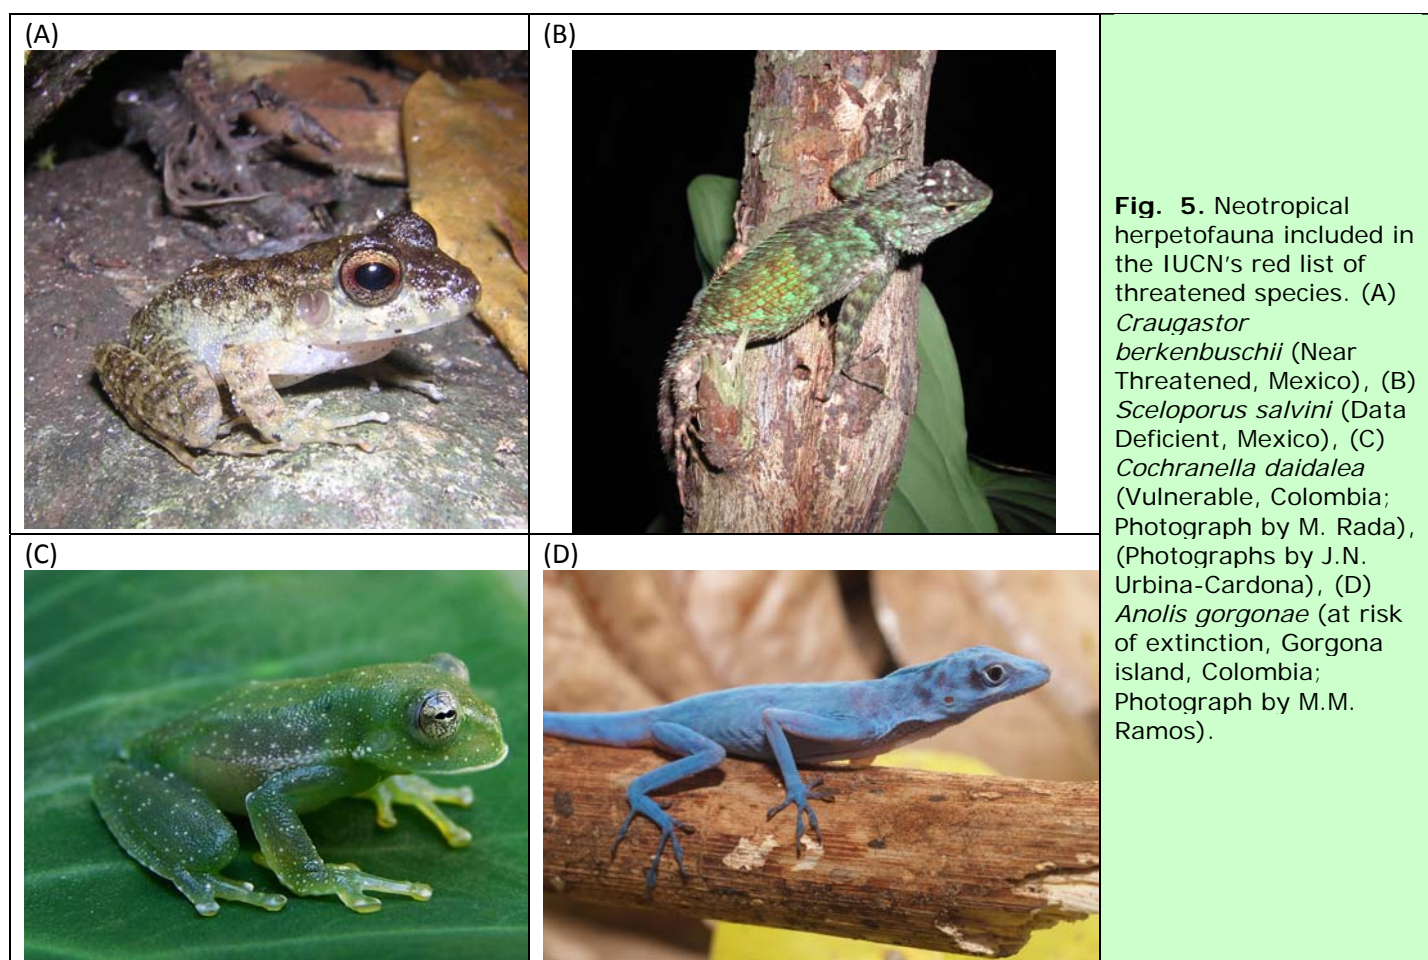 (A)
(B)
(C)
(D)
Fig. 5. Neotropical
herpetofauna included in
the IUCN's red list of
threatened species. (A)
Craugastor
berkenbuschii (Near
Threatened, Mexico), (B)
Sceloporus salvini (Data
Deficient, Mexico), (C)
Cochranella daidalea
(Vulnerable, Colombia;
Photograph by M. Rada),
(Photographs by J.N.
Urbina-Cardona), (D)
Anolis gorgonae (at risk
of extinction, Gorgona
island, Colombia;
Photograph by M.M.
Ramos).